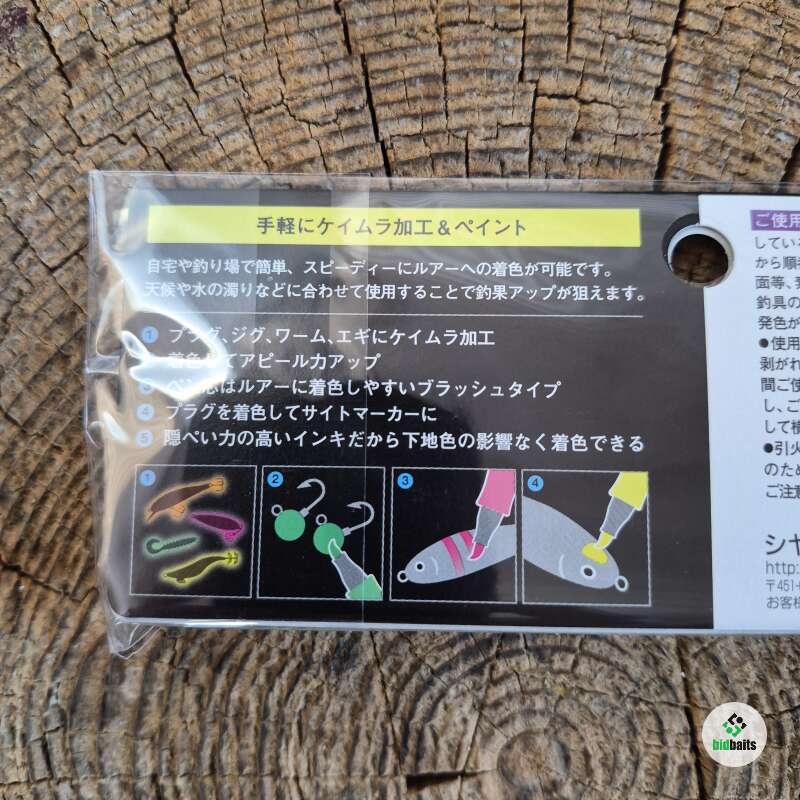 手軽にケイムラ加工&ペイント
自宅や釣り場で簡単、スピーディーにルアーへの着色が可能です。
天候や水の濁りなどに合わせて使用することで釣果アップが狙えます。
1 プラグ、ジグ、ワーム、エギにケイムラ加工
着色してアピール力アップ
3 ペン芯はルアーに着色しやすいブラッシュタイプ
4 プラグを着色してサイトマーカーに
5 隠ぺい力の高いインキだから下地色の影響なく着色できる
1
2
3
4
ご使用
してい
から順
面等、
釣具の
発色が
●使用
剥がれ
間ご使
し、ご
して横
●引火
のため
ご注意
シヤ
http:
〒451-
お客様
bidbaits